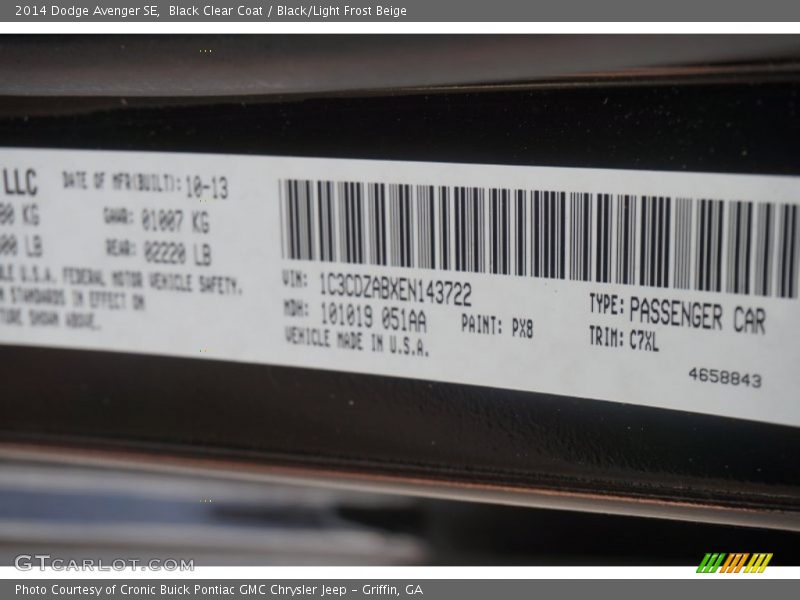 2014 Dodge Avenger SE,  Black Clear Coat / Black/Light Frost Beige
LLC DATE OF MFR(BUILT): 10-13
KG GAWR: 01007 KG
LB REAR: 02220 LB
U.S.A. FEDERAL MOTOR VEHICLE SAFETY.
STANDARDS IN EFFECT ON
SHOWN ABOVE.
VIN: 1C3CDZABXEN143722
MDH: 101019 051AA PAINT: PX8
VEHICLE MADE IN U.S.A.
TYPE: PASSENGER CAR
TRIM: C7XL
4658843
GTCARLOT.COM
Photo Courtesy of Cronic Buick Pontiac GMC Chrysler Jeep - Griffin, GA